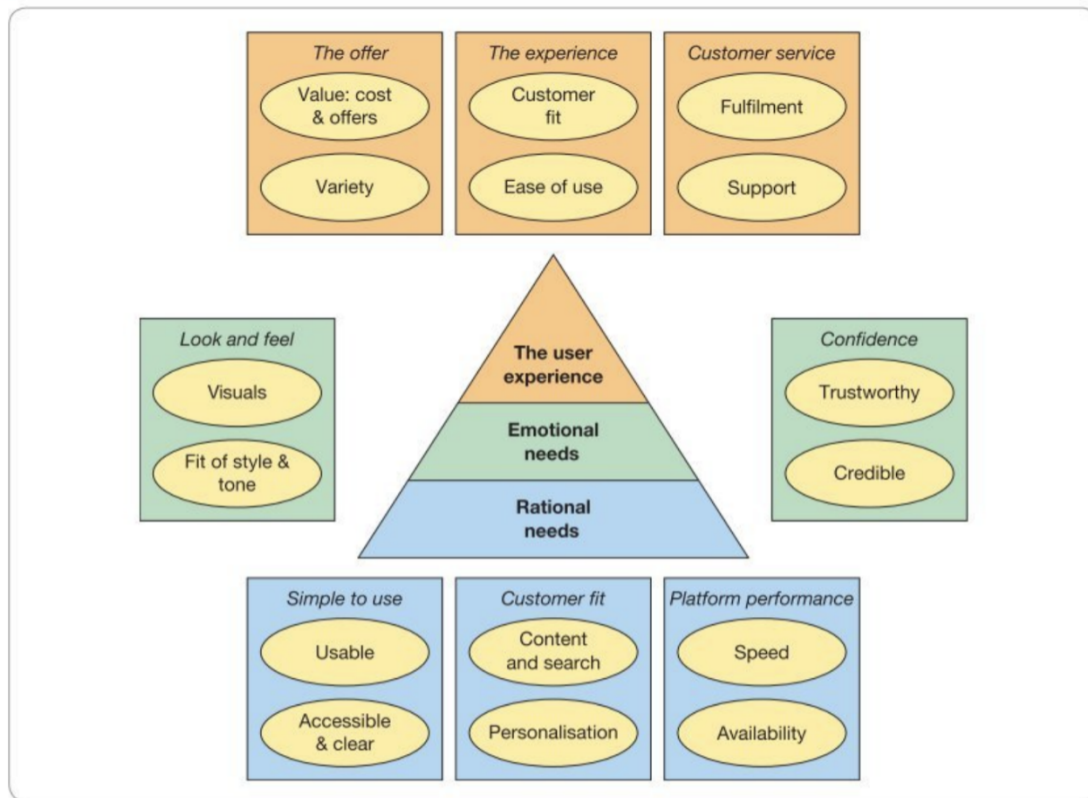 The offer
Value: cost
& offers
Variety
The experience
Customer
fit
Ease of use
Customer service
Fulfilment
Support
Look and feel
Visuals
Fit of style &
tone
The user
experience
Emotional
needs
Rational
needs
Confidence
Trustworthy
Credible
Simple to use
Usable
Accessible
& clear
Customer fit
Content
and search
Personalisation
Platform performance
Speed
Availability